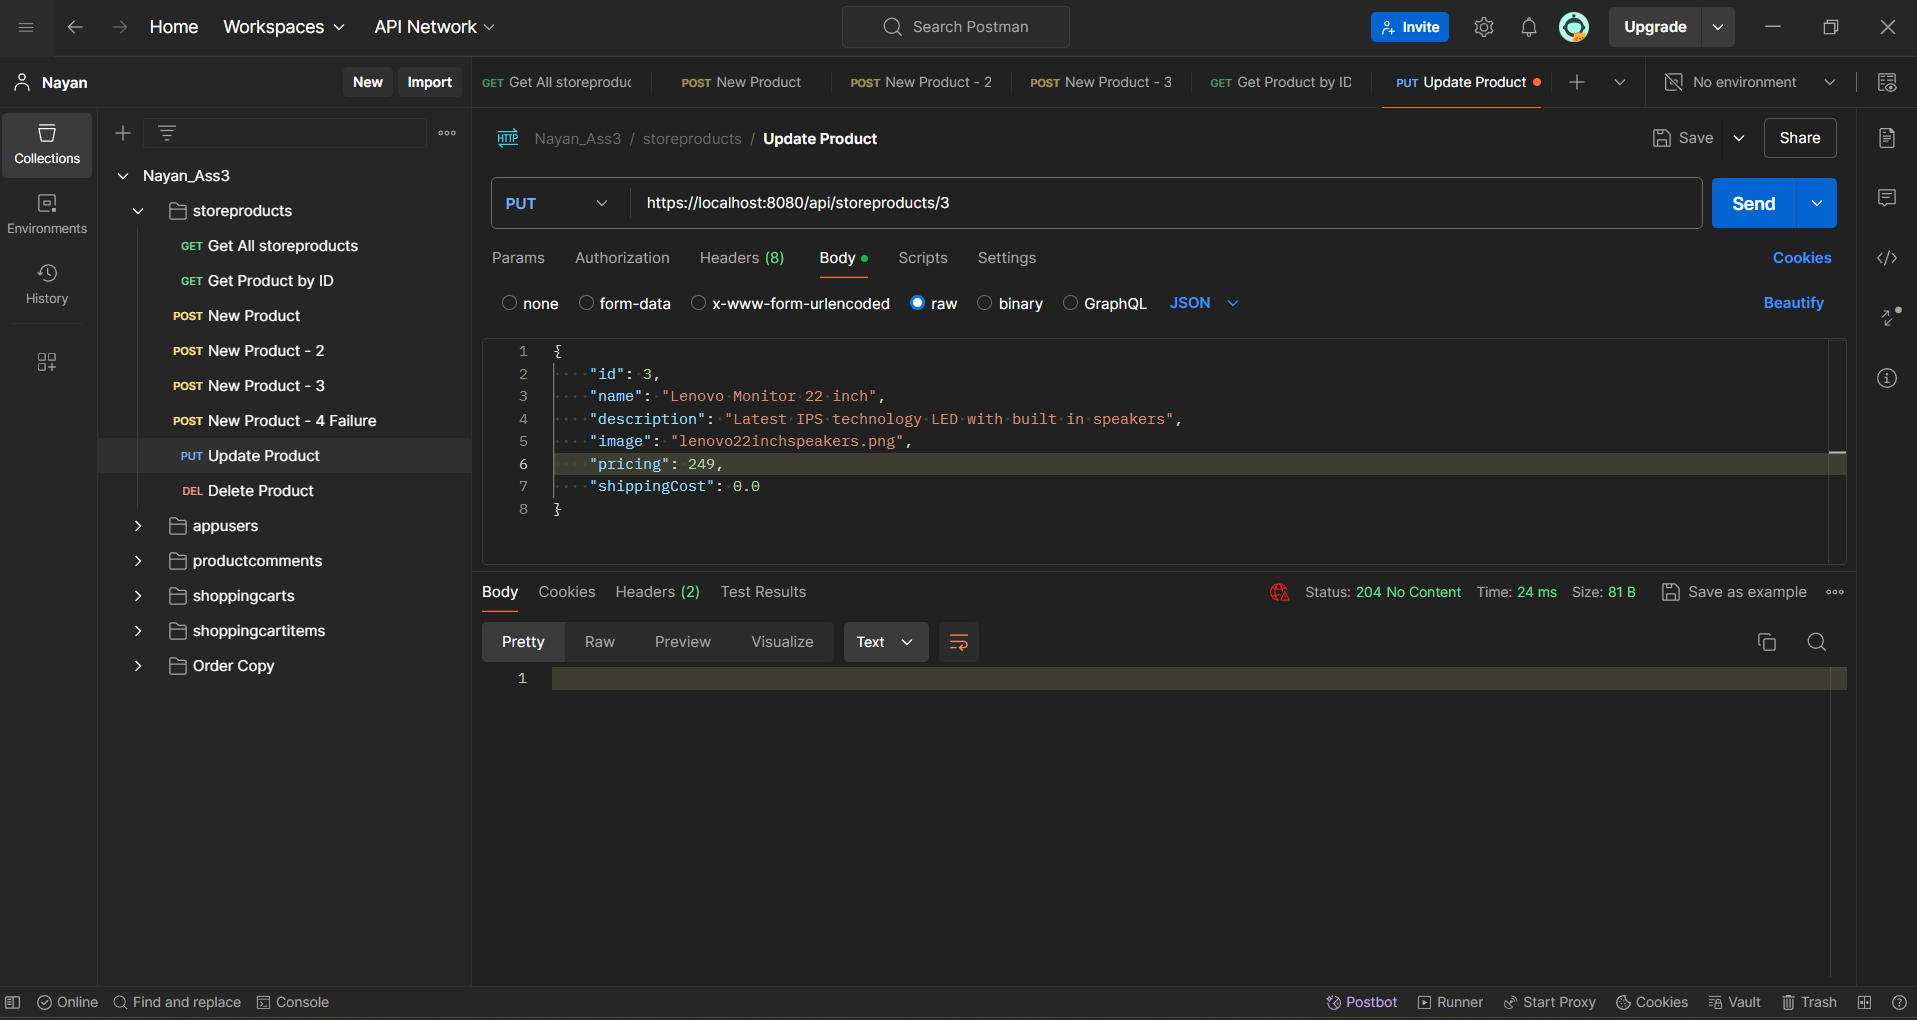 Home Workspaces API Network Search Postman Invite Upgrade
Nayan New Import
GET Get All storeproduc POST New Product POST New Product - 2 POST New Product - 3 GET Get Product by ID PUT Update Product No environment
Collections
Environments
History
Nayan_Ass3
storeproducts
GET Get All storeproducts
GET Get Product by ID
POST New Product
POST New Product - 2
POST New Product - 3
POST New Product - 4 Failure
PUT Update Product
DEL Delete Product
appusers
productcomments
shoppingcarts
shoppingcartitems
Order Copy
HTTP Nayan_Ass3 / storeproducts / Update Product Save Share
PUT https://localhost:8080/api/storeproducts/3 Send
Params Authorization Headers (8) Body Scripts Settings Cookies
none form-data x-www-form-urlencoded raw binary GraphQL JSON Beautify
1 {
2 "id": 3,
3 "name": "Lenovo Monitor 22 inch",
4 "description": "Latest IPS technology LED with built in speakers",
5 "image": "lenovo22inchspeakers.png",
6 "pricing": 249,
7 "shippingCost": 0.0
8 }
Body Cookies Headers (2) Test Results Status: 204 No Content Time: 24 ms Size: 81 B Save as example
Pretty Raw Preview Visualize Text
1
Online Find and replace Console Postbot Runner Start Proxy Cookies Vault Trash